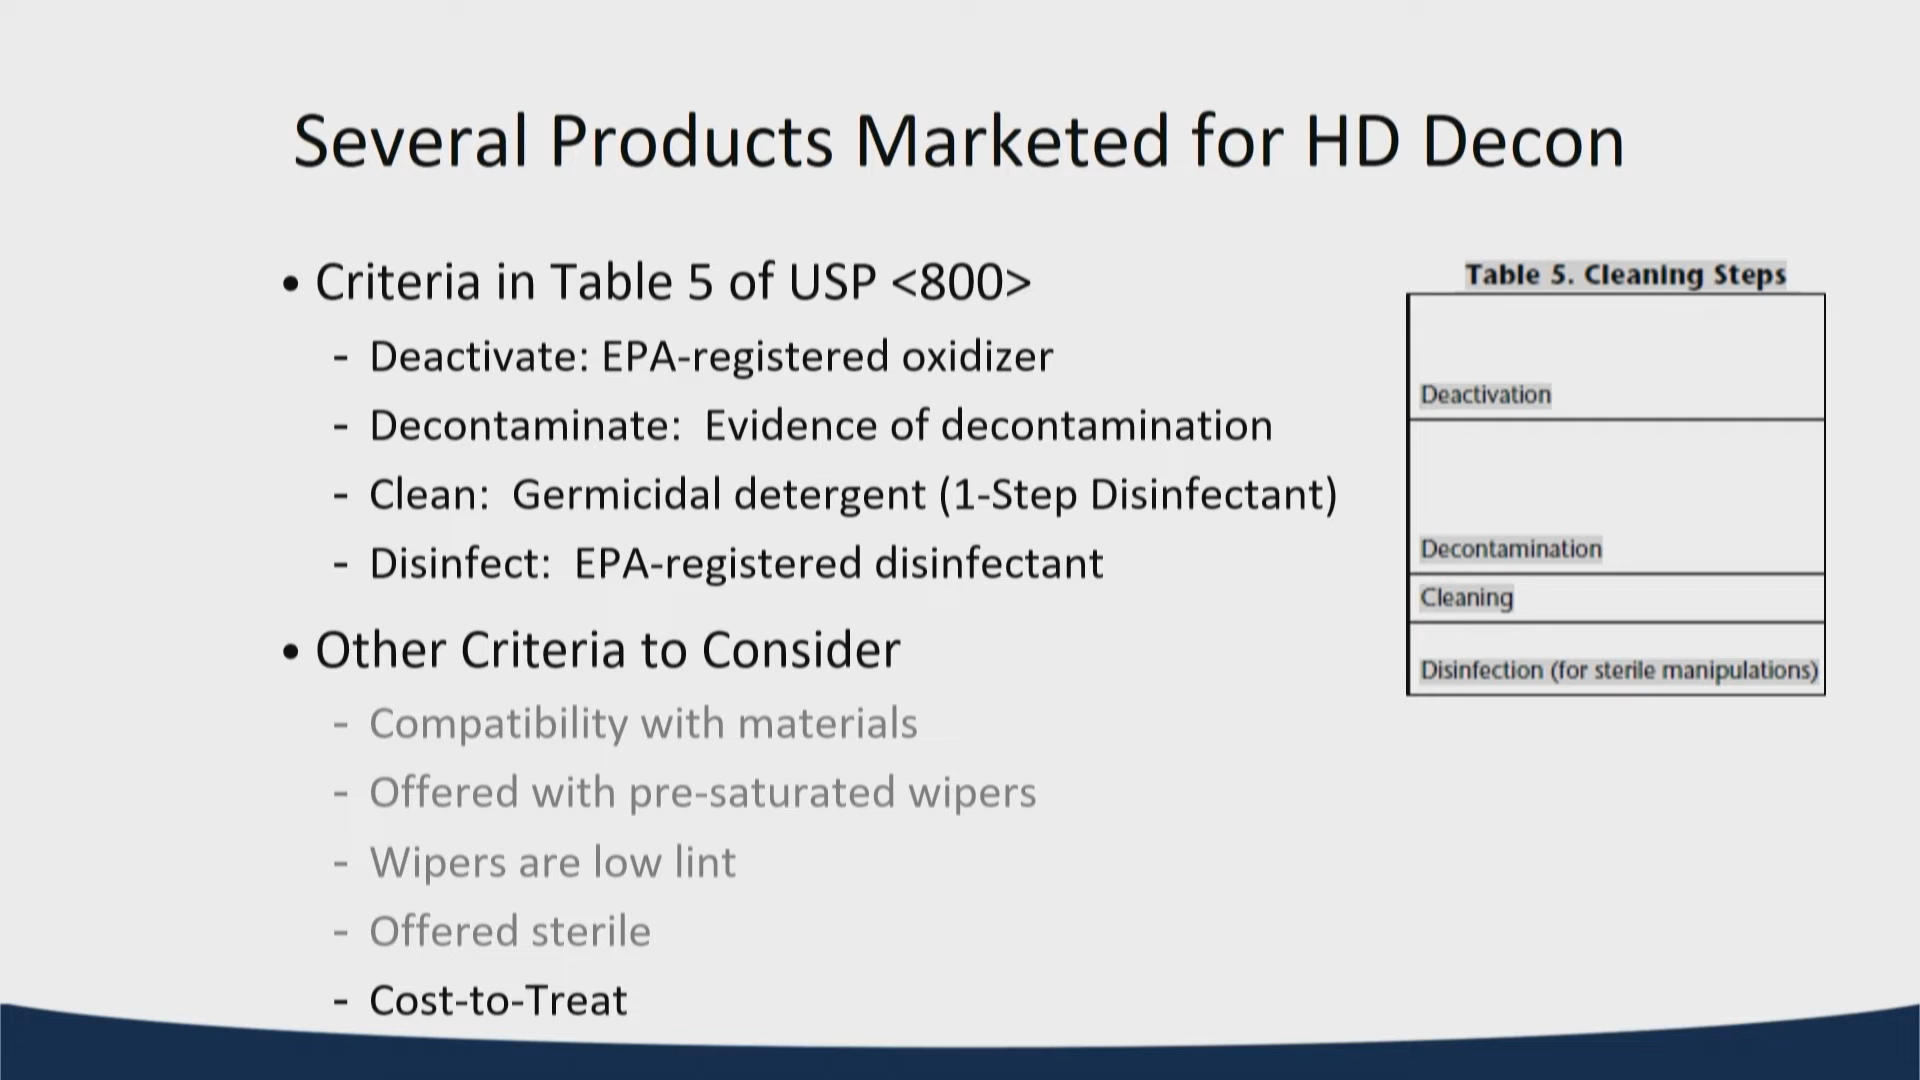 Several Products Marketed for HD Decon
• Criteria in Table 5 of USP <800>
- Deactivate: EPA-registered oxidizer
- Decontaminate: Evidence of decontamination
- Clean: Germicidal detergent (1-Step Disinfectant)
- Disinfect: EPA-registered disinfectant
• Other Criteria to Consider
- Compatibility with materials
- Offered with pre-saturated wipers
- Wipers are low lint
- Offered sterile
- Cost-to-Treat
Table 5. Cleaning Steps
Deactivation
Decontamination
Cleaning
Disinfection (for sterile manipulations)